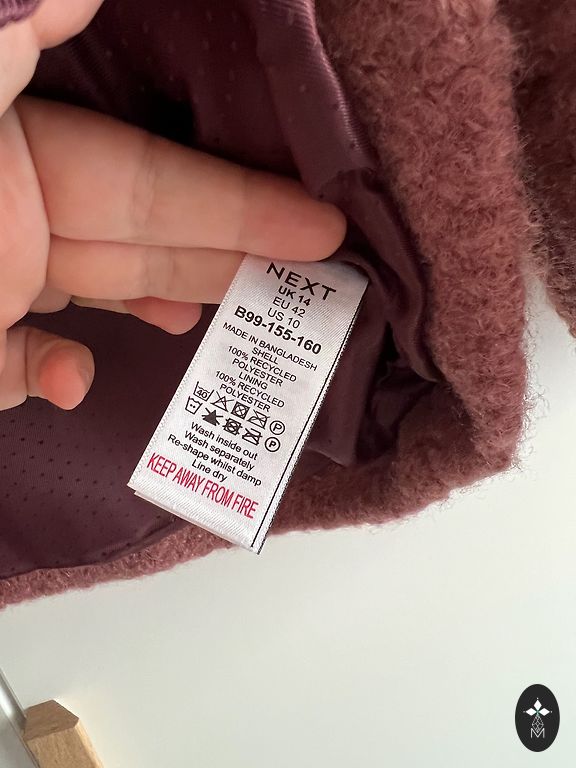 NEXT
UK 14
EU 42
US 10
B99-155-160
MADE IN BANGLADESH
SHELL
100% RECYCLED
POLYESTER
LINING
100% RECYCLED
POLYESTER
40 P
P
Wash inside out
Wash separately
Re-shape whilst damp
Line dry
KEEP AWAY FROM FIRE
M